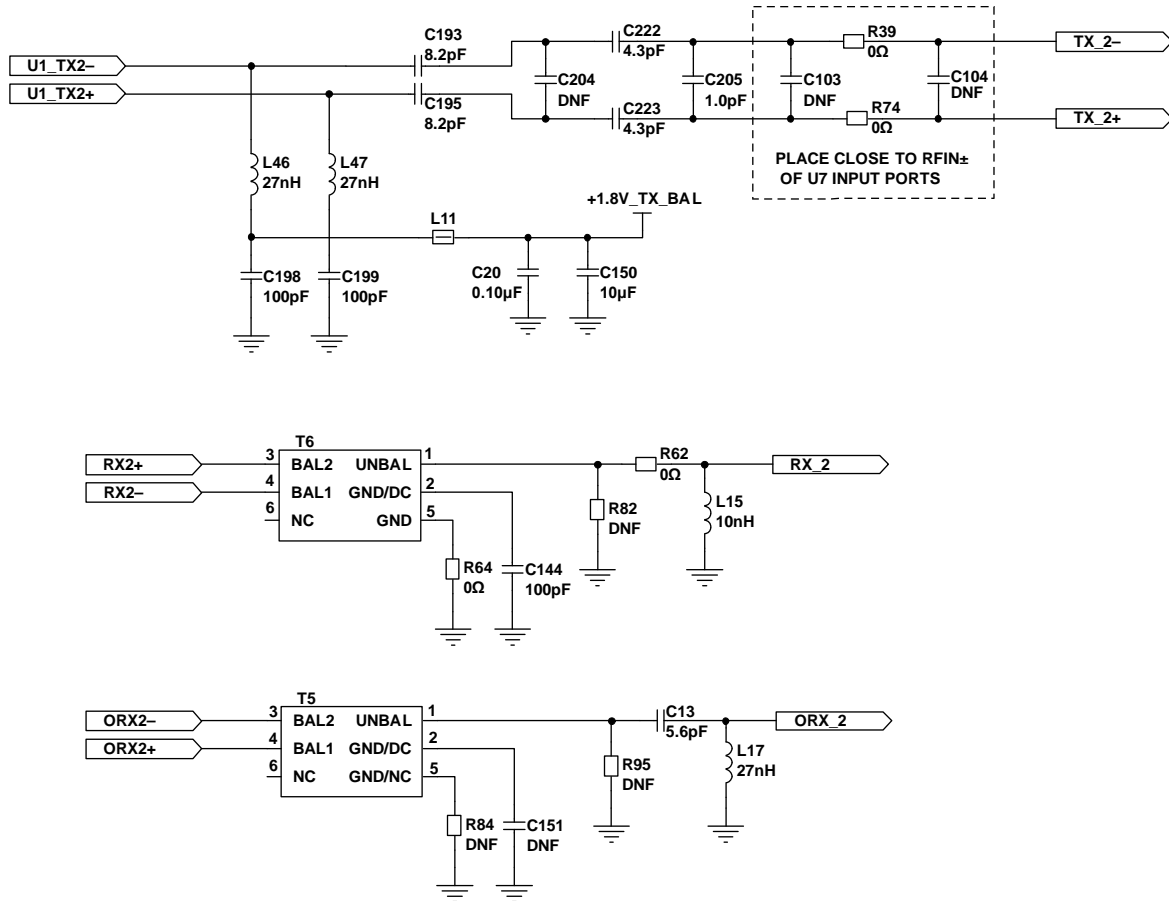 C193
8.2pF
C222
4.3pF
R39
0Ω
U1_TX2–
TX_2–
C204
DNF
C205
1.0pF
C103
DNF
C104
DNF
U1_TX2+
C195
8.2pF
C223
4.3pF
R74
0Ω
TX_2+
L46
27nH
L47
27nH
PLACE CLOSE TO RFIN±
OF U7 INPUT PORTS
+1.8V_TX_BAL
L11
C198
100pF
C199
100pF
C20
0.10µF
C150
10µF
T6
RX2+
3
BAL2
UNBAL
1
R62
0Ω
RX_2
RX2–
4
BAL1
GND/DC
2
6
NC
GND
5
R82
DNF
L15
10nH
R64
0Ω
C144
100pF
T5
ORX2–
3
BAL2
UNBAL
1
C13
5.6pF
ORX_2
ORX2+
4
BAL1
GND/DC
2
6
NC
GND/NC
5
R95
DNF
L17
27nH
R84
DNF
C151
DNF